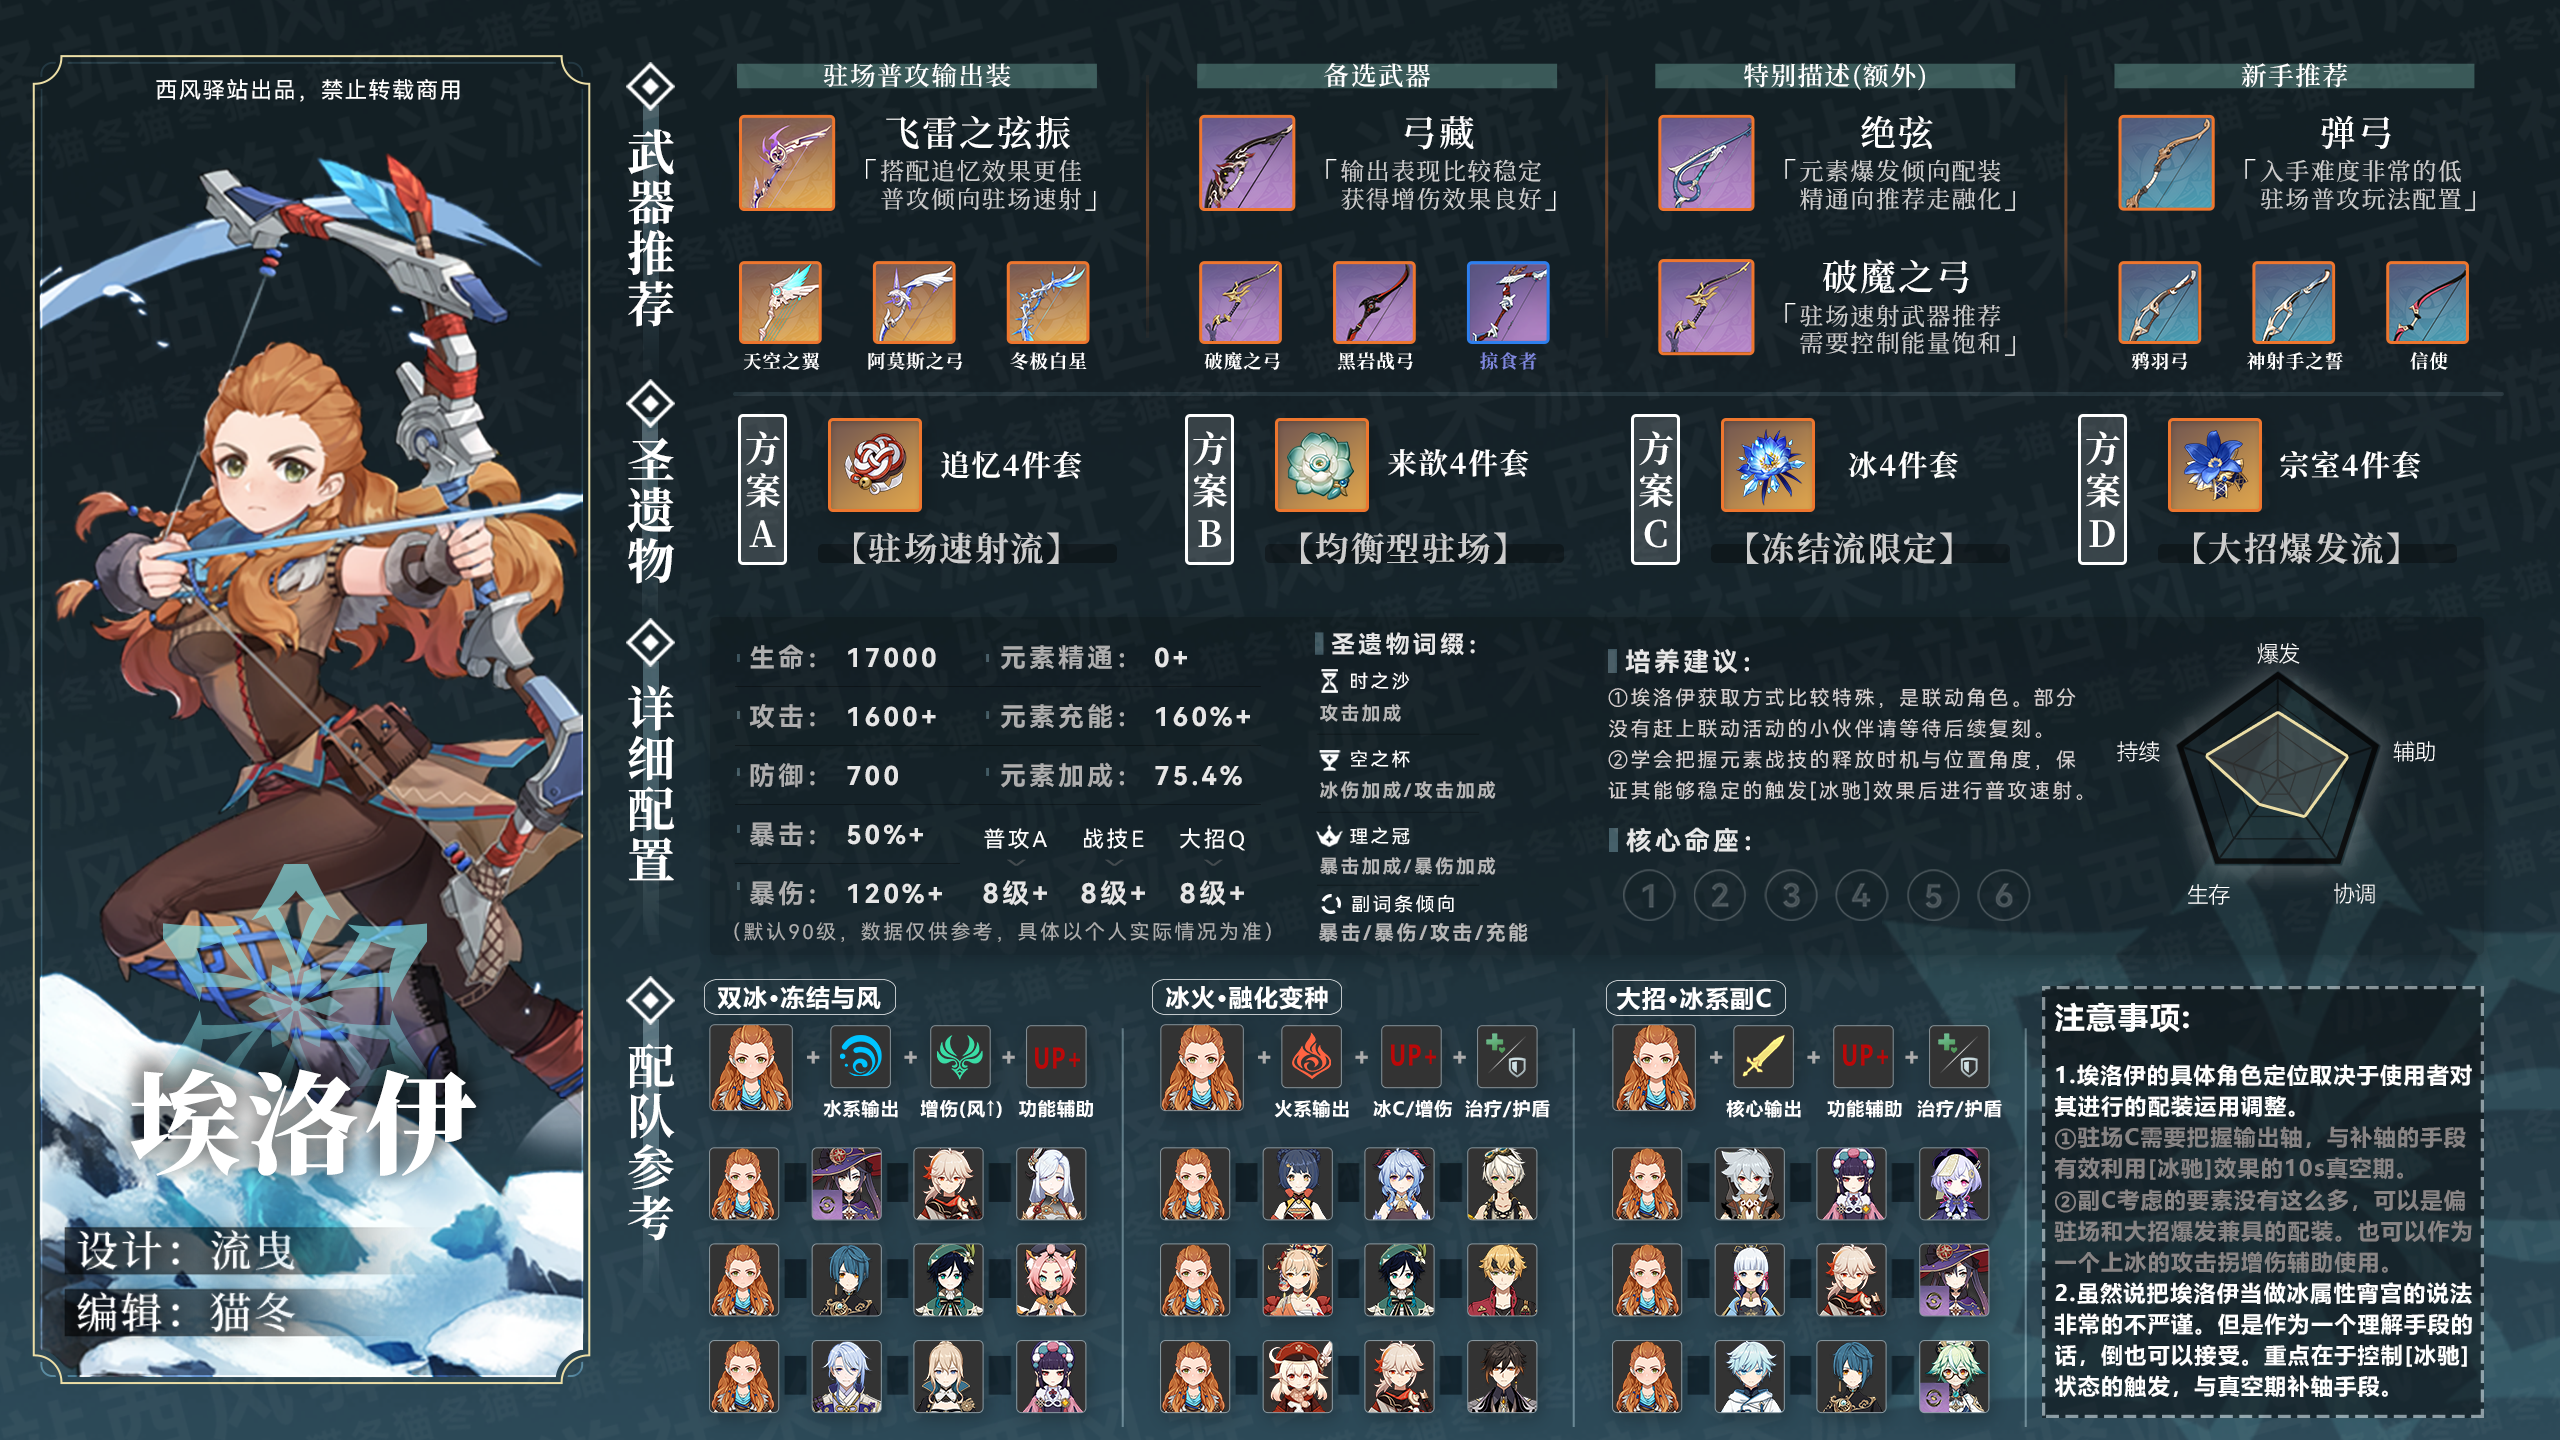 西风驿站出品，禁止转载商用
埃洛伊
设计：流曳
编辑：猫冬
武器推荐
驻场普攻输出装
飞雷之弦振
「搭配追忆效果更佳
普攻倾向驻场速射」
天空之翼
阿莫斯之弓
冬极白星
备选武器
弓藏
「输出表现比较稳定
获得增伤效果良好」
破魔之弓
黑岩战弓
掠食者
特别描述(额外)
绝弦
「元素爆发倾向配装
精通向推荐走融化」
破魔之弓
「驻场速射武器推荐
需要控制能量饱和」
新手推荐
弹弓
「入手难度非常的低
驻场普攻玩法配置」
鸦羽弓
神射手之誓
信使
圣遗物
方案A
追忆4件套
【驻场速射流】
方案B
来歆4件套
【均衡型驻场】
方案C
冰4件套
【冻结流限定】
方案D
宗室4件套
【大招爆发流】
详细配置
生命： 17000 元素精通： 0+
攻击： 1600+ 元素充能： 160%+
防御： 700 元素加成： 75.4%
暴击： 50%+ 普攻A 战技E 大招Q
暴伤： 120%+ 8级+ 8级+ 8级+
(默认90级，数据仅供参考，具体以个人实际情况为准)
圣遗物词缀：
时之沙
攻击加成
空之杯
冰伤加成/攻击加成
理之冠
暴击加成/暴伤加成
副词条倾向
暴击/暴伤/攻击/充能
培养建议：
①埃洛伊获取方式比较特殊，是联动角色。部分
没有赶上联动活动的小伙伴请等待后续复刻。
②学会把握元素战技的释放时机与位置角度，保
证其能够稳定的触发[冰驰]效果后进行普攻速射。
核心命座：
1 2 3 4 5 6
爆发
持续
辅助
生存
协调
配队参考
双冰•冻结与风
+ + + UP+
水系输出 增伤(风↑) 功能辅助
冰火•融化变种
+ + UP+ +
火系输出 冰C/增伤 治疗/护盾
大招•冰系副C
+ + UP+ +
核心输出 功能辅助 治疗/护盾
注意事项:
1.埃洛伊的具体角色定位取决于使用者对
其进行的配装运用调整。
①驻场C需要把握输出轴，与补轴的手段
有效利用[冰驰]效果的10s真空期。
②副C考虑的要素没有这么多，可以是偏
驻场和大招爆发兼具的配装。也可以作为
一个上冰的攻击拐增伤辅助使用。
2.虽然说把埃洛伊当做冰属性宵宫的说法
非常的不严谨。但是作为一个理解手段的
话，倒也可以接受。重点在于控制[冰驰]
状态的触发，与真空期补轴手段。